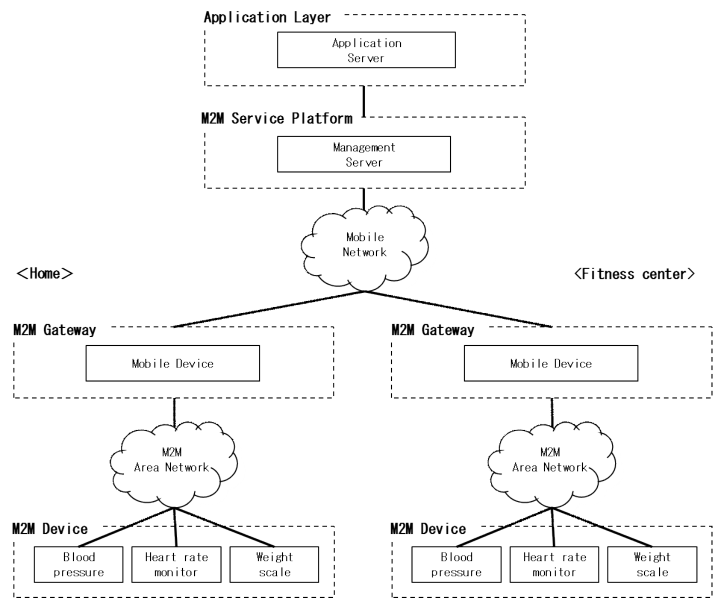 Application Layer
Application
Server
M2M Service Platform
Management
Server
Mobile
Network
<Home>
<Fitness center>
M2M Gateway
Mobile Device
M2M Gateway
Mobile Device
M2M
Area Network
M2M
Area Network
M2M Device
Blood
pressure
Heart rate
monitor
Weight
scale
M2M Device
Blood
pressure
Heart rate
monitor
Weight
scale